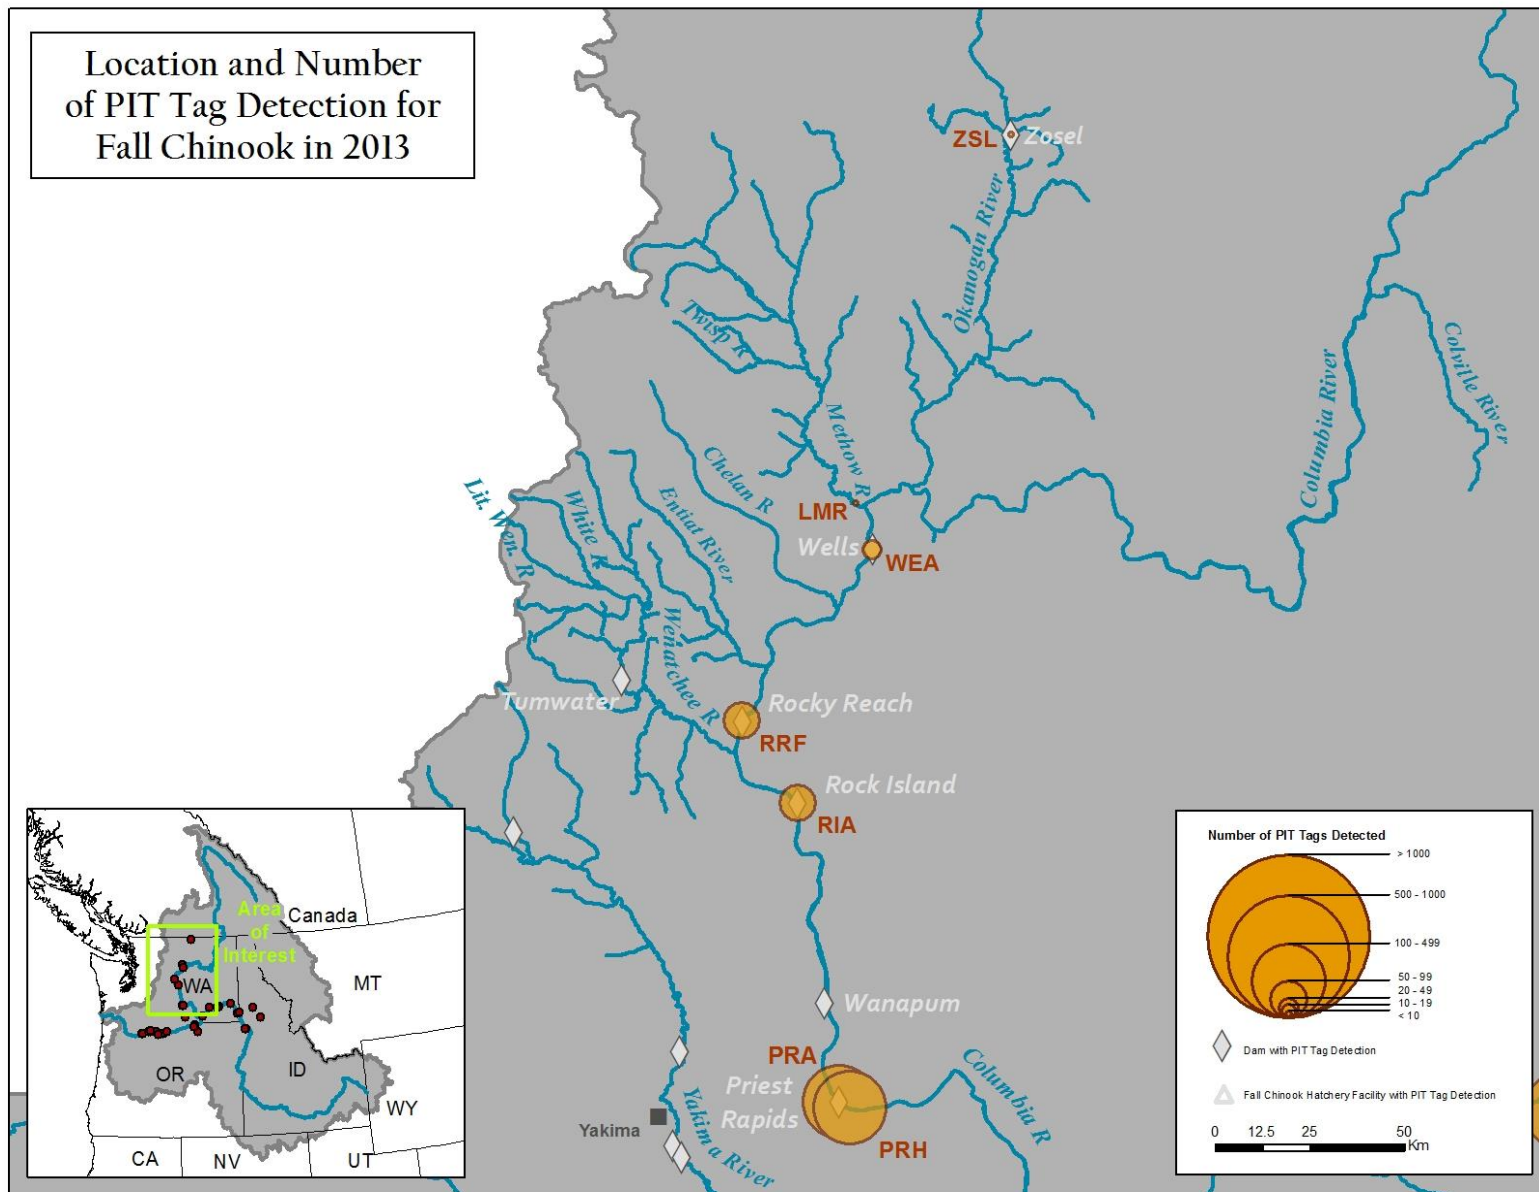 Location and Number
of PIT Tag Detection for
Fall Chinook in 2013
ZSL
Zosel
Okanogan River
Twisp R
Methow R
Columbia River
Colville River
Chelan R
Entiat River
White R
Lit. Wen. R
LMR
Wells
WEA
Wenatchee R
Tumwater
Rocky Reach
RRF
Rock Island
RIA
Wanapum
PRA
Priest
Rapids
PRH
Columbia R
Yakima
Yakima River
Area
of
Interest
Canada
WA
MT
OR
ID
WY
CA
NV
UT
Number of PIT Tags Detected
> 1000
500 - 1000
100 - 499
50 - 99
20 - 49
10 - 19
< 10
Dam with PIT Tag Detection
Fall Chinook Hatchery Facility with PIT Tag Detection
0 12.5 25 50
Km